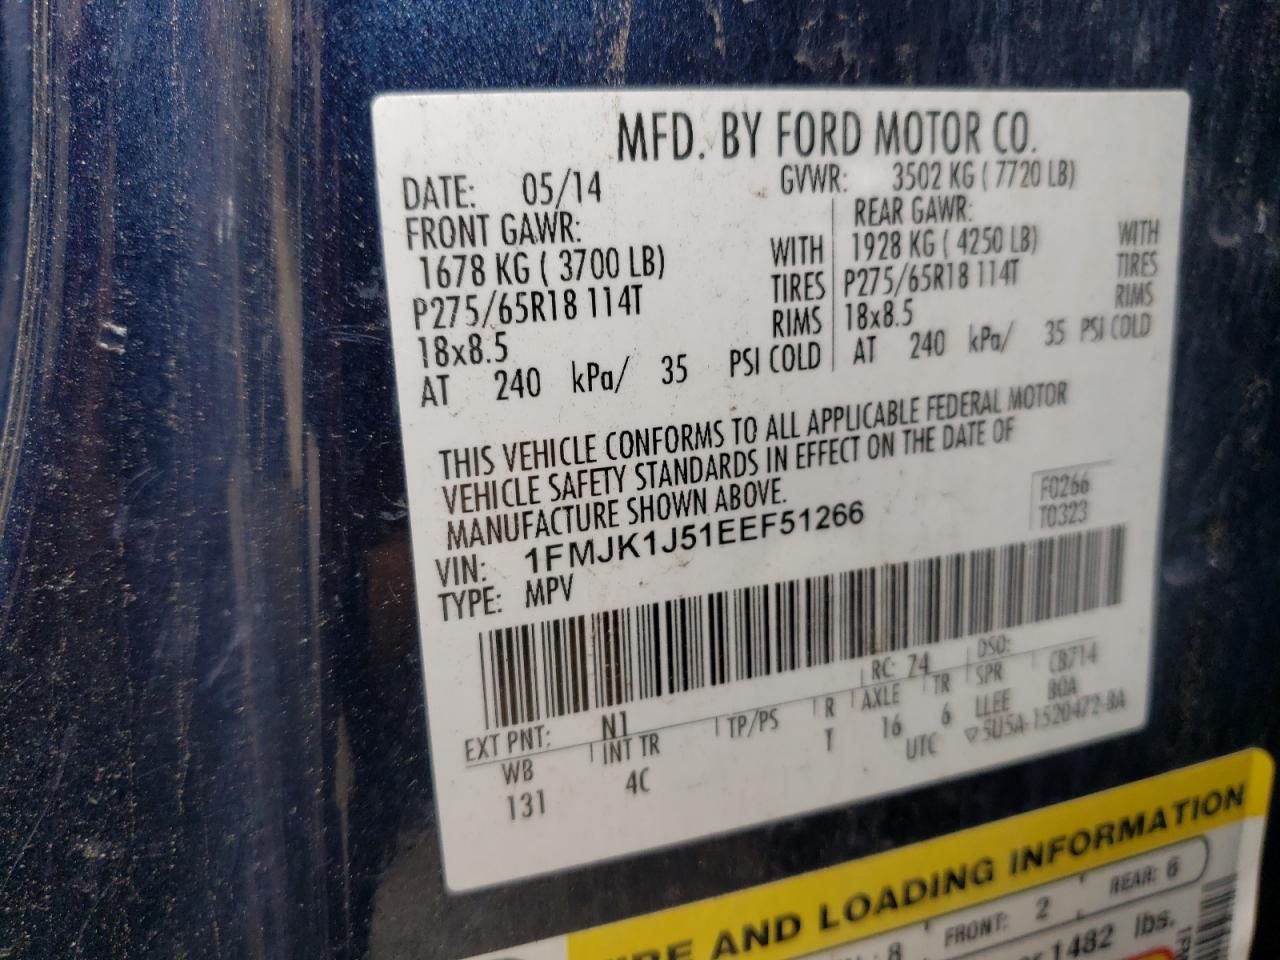 MFD. BY FORD MOTOR CO.
DATE: 05/14 GVWR: 3502 KG ( 7720 LB)
FRONT GAWR: REAR GAWR:
1678 KG ( 3700 LB) WITH 1928 KG ( 4250 LB) WITH
P275/65R18 114T TIRES P275/65R18 114T TIRES
18x8.5 RIMS 18x8.5 RIMS
AT 240 kPa/ 35 PSI COLD AT 240 kPa/ 35 PSI COLD
THIS VEHICLE CONFORMS TO ALL APPLICABLE FEDERAL MOTOR
VEHICLE SAFETY STANDARDS IN EFFECT ON THE DATE OF
MANUFACTURE SHOWN ABOVE.
F0266
T0323
VIN: 1FMJK1J51EEF51266
TYPE: MPV
EXT PNT: N1 RC: 74 DSO:
WB INT TR TP/PS R AXLE TR SPR CB714
131 4C T 16 6 LLEE BOA
UTC ▽5U5A-1520472-BA
AND LOADING INFORMATION
8 FRONT: 2 REAR: 6
1482 lbs.